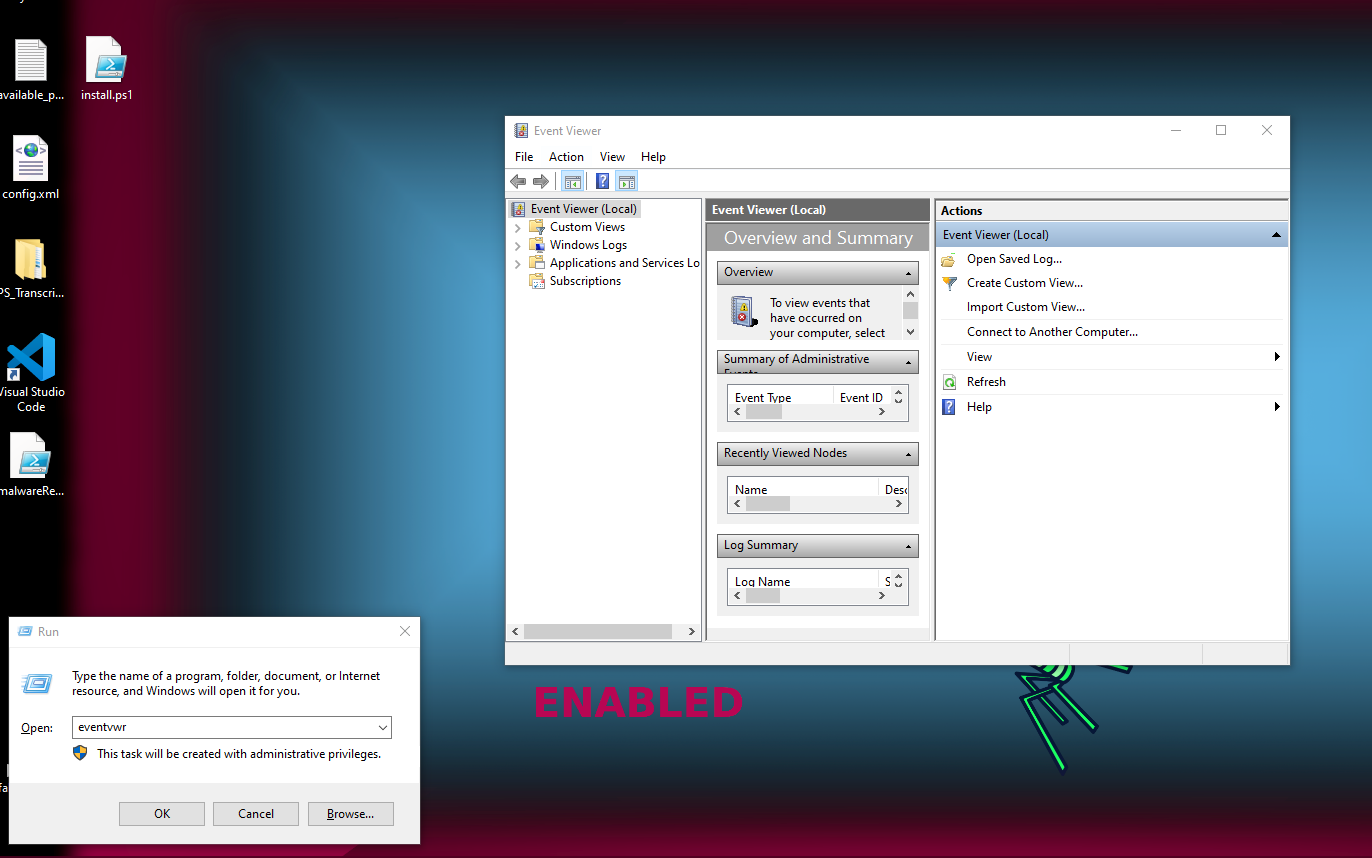 available_p...
install.ps1
config.xml
PS_Transcri...
Visual Studio
Code
malwareRe...
Event Viewer
File Action View Help
Event Viewer (Local)
Custom Views
Windows Logs
Applications and Services Lo
Subscriptions
Event Viewer (Local)
Overview and Summary
Overview
To view events that
have occurred on
your computer, select
Summary of Administrative
Events
Event Type Event ID
Recently Viewed Nodes
Name Desc
Log Summary
Log Name S
Actions
Event Viewer (Local)
Open Saved Log...
Create Custom View...
Import Custom View...
Connect to Another Computer...
View
Refresh
Help
ENABLED
Run
Type the name of a program, folder, document, or Internet
resource, and Windows will open it for you.
Open: eventvwr
This task will be created with administrative privileges.
OK Cancel Browse...